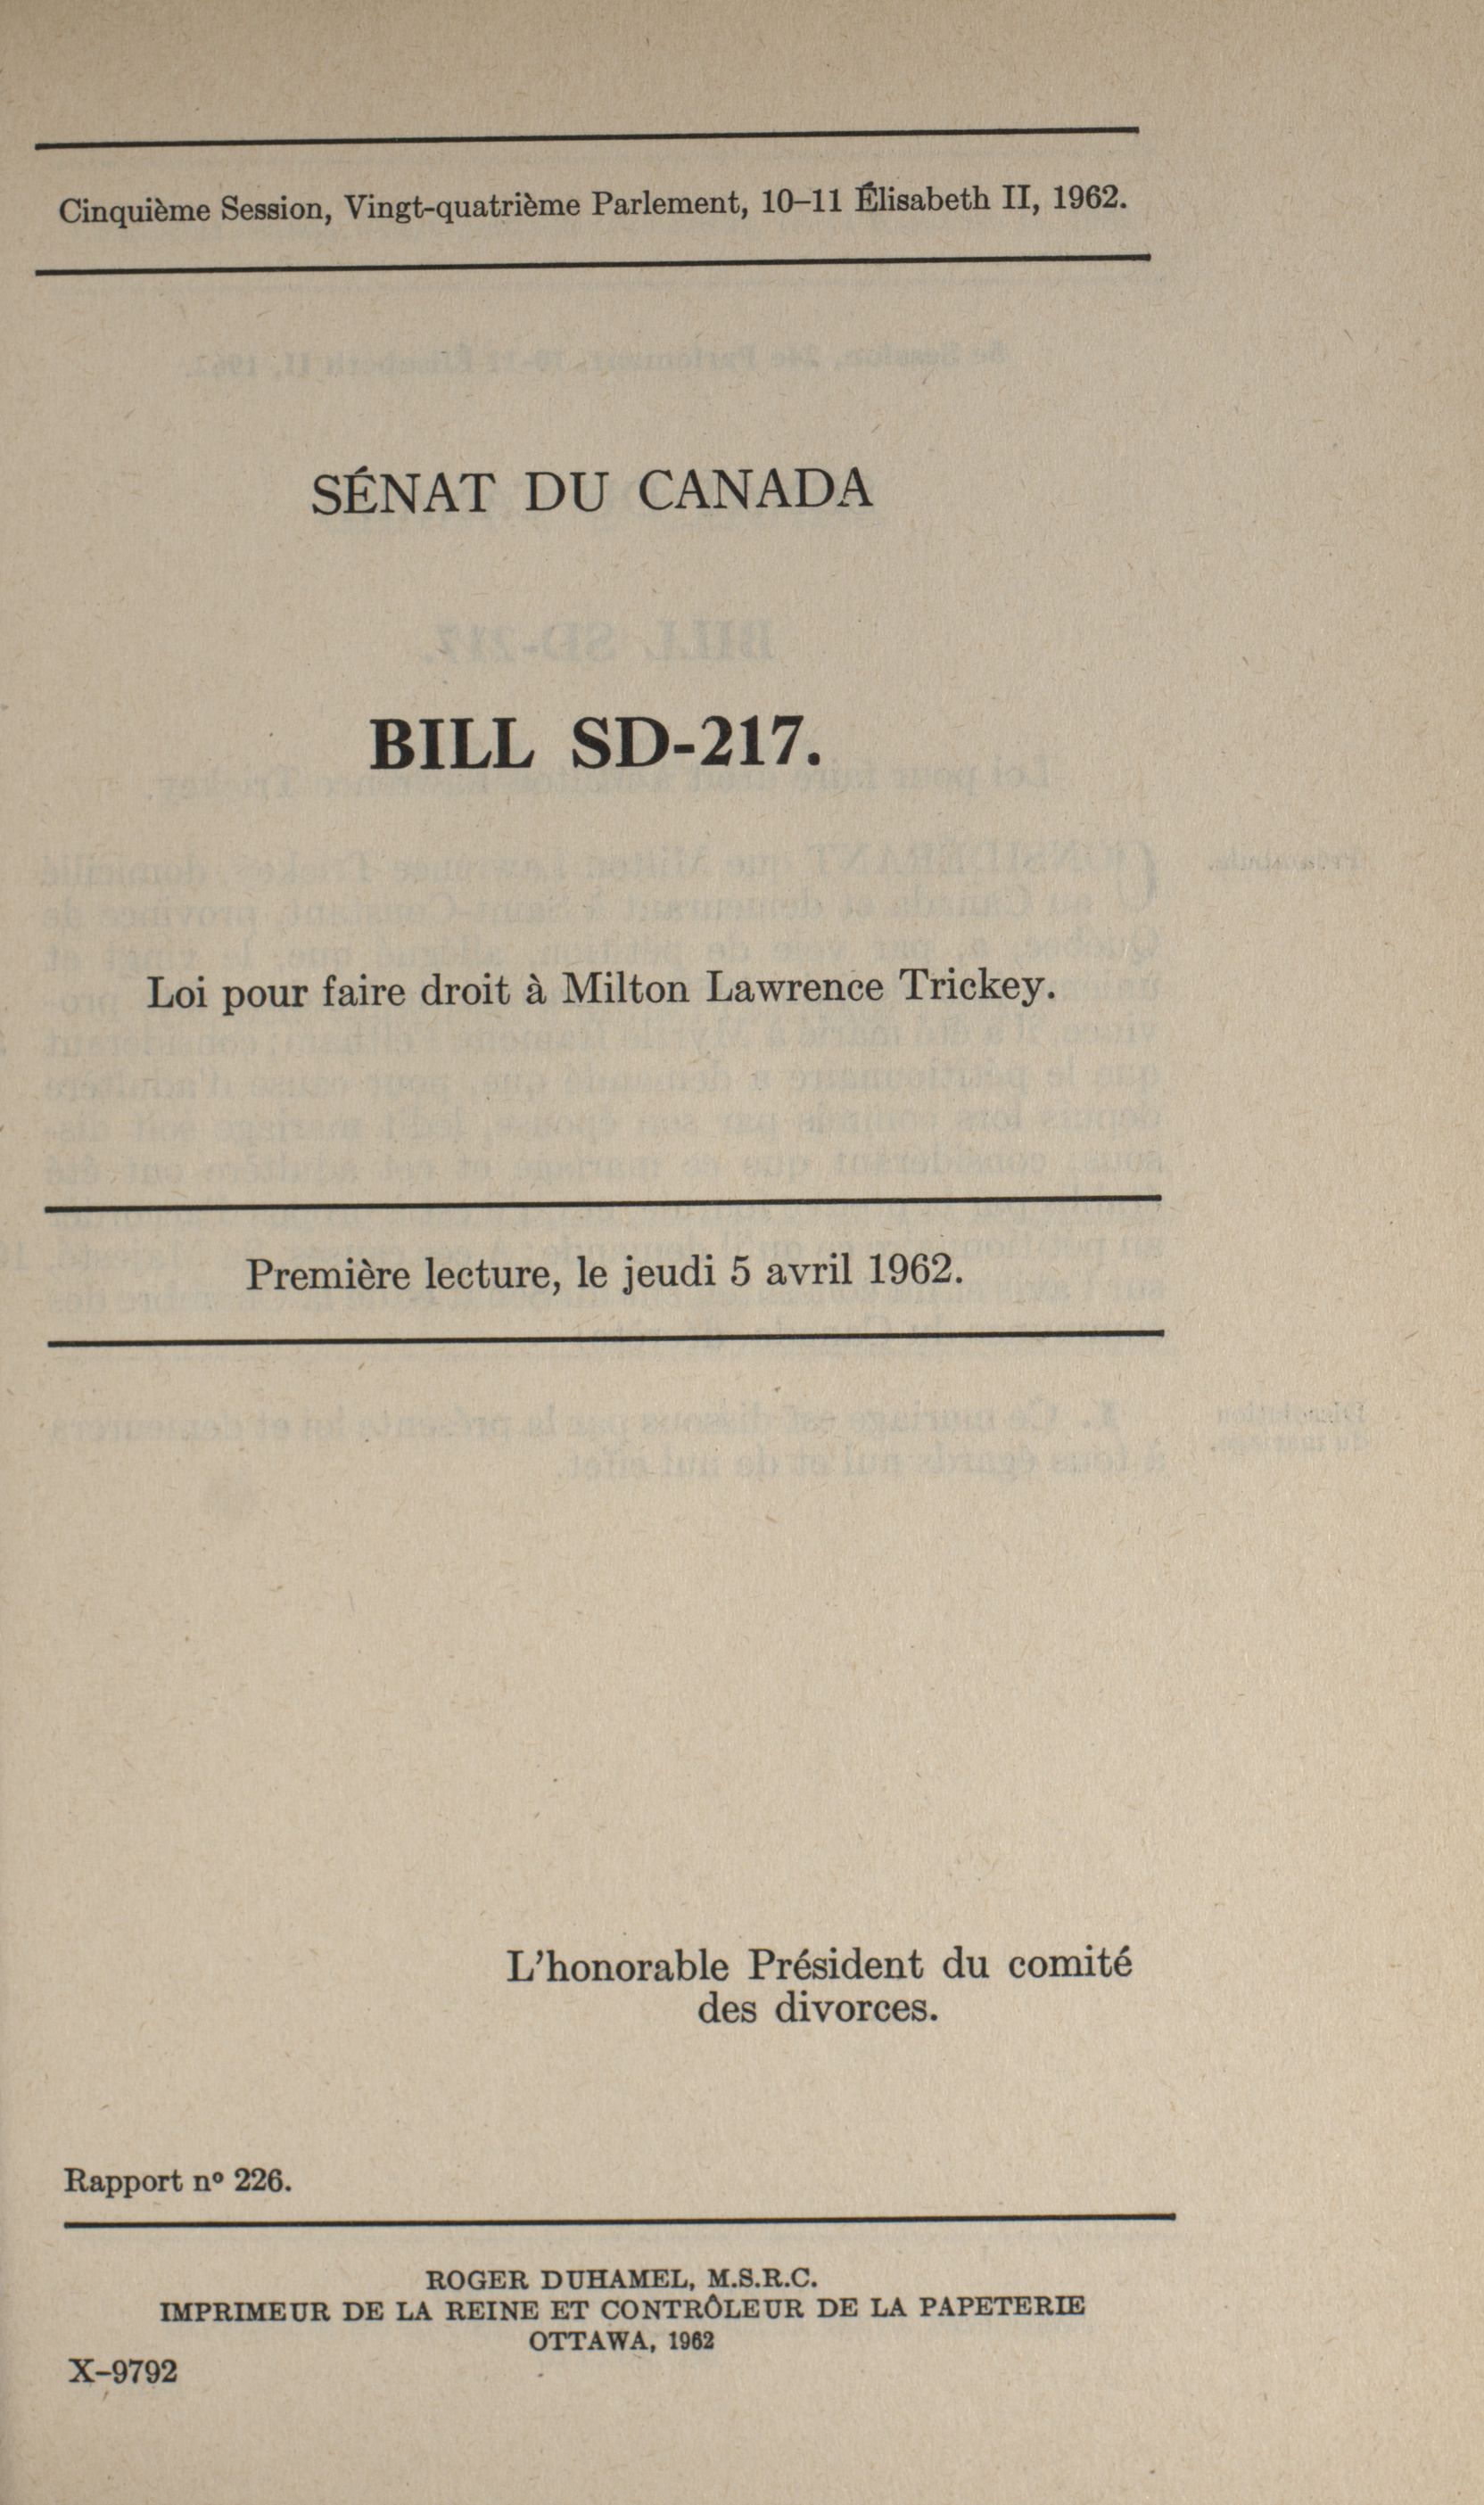 Cinquième Session, Vingt-quatrième Parlement, 10–11 Élisabeth II, 1962.
SÉNAT DU CANADA
BILL SD-217.
Loi pour faire droit à Milton Lawrence Trickey.
Première lecture, le jeudi 5 avril 1962.
L'honorable Président du comité
des divorces.
Rapport nº 226.
ROGER DUHAMEL, M.S.R.C.
IMPRIMEUR DE LA REINE ET CONTRÔLEUR DE LA PAPETERIE
OTTAWA, 1962
X–9792